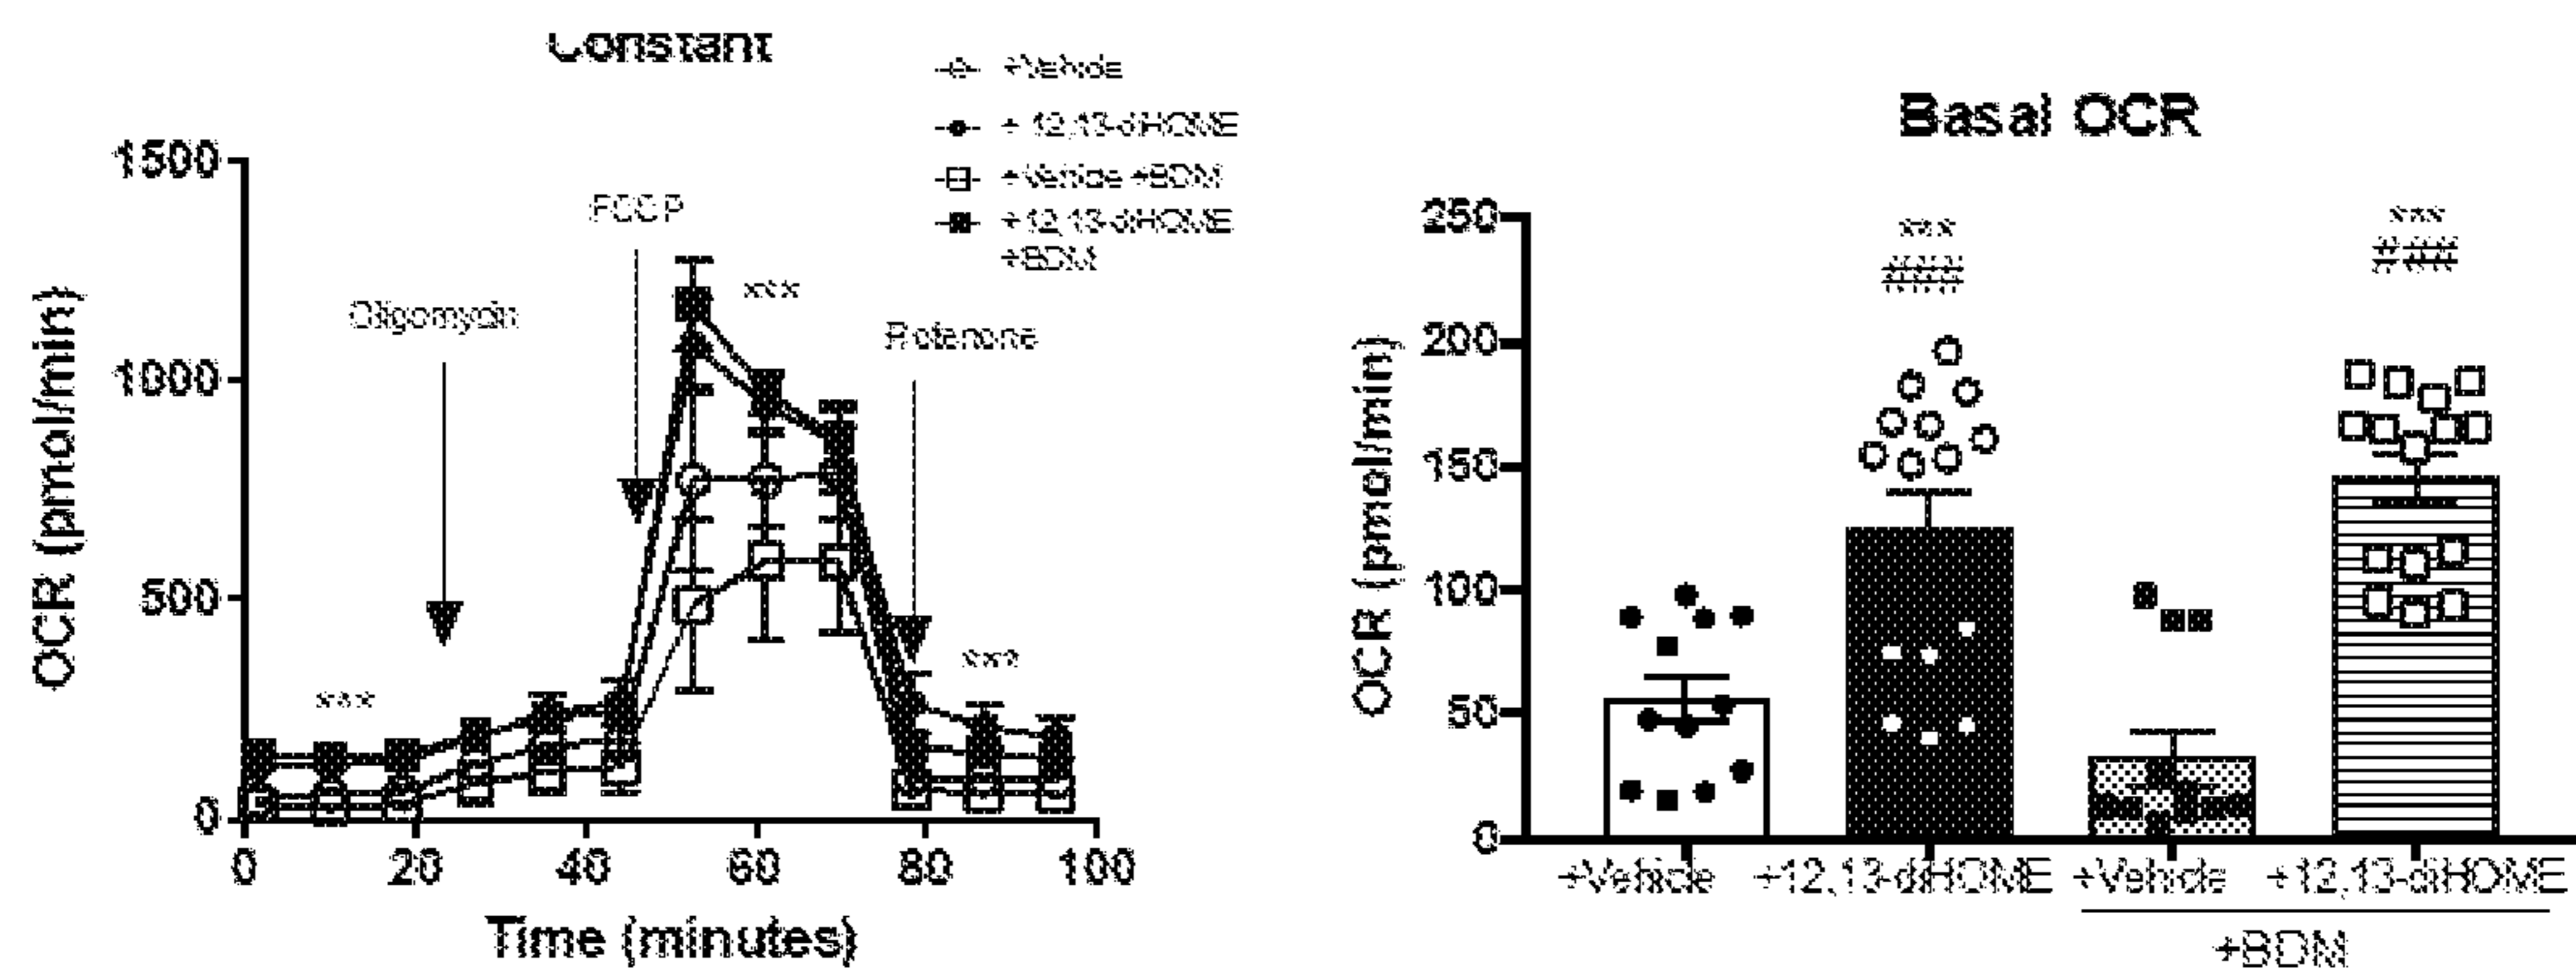 Constant
+Vehicle
+ 12,13-diHOME
+Vehicle +BDM
+12,13-diHOME
+BDM
1500
1000
500
0
OCR (pmol/min)
FCCP
Oligomycin
Rotenone
***
***
***
0 20 40 60 80 100
Time (minutes)
Basal OCR
250
200
150
100
50
0
OCR (pmol/min)
***
***
+Vehicle +12,13-diHOME +Vehicle +12,13-diHOME
+BDM